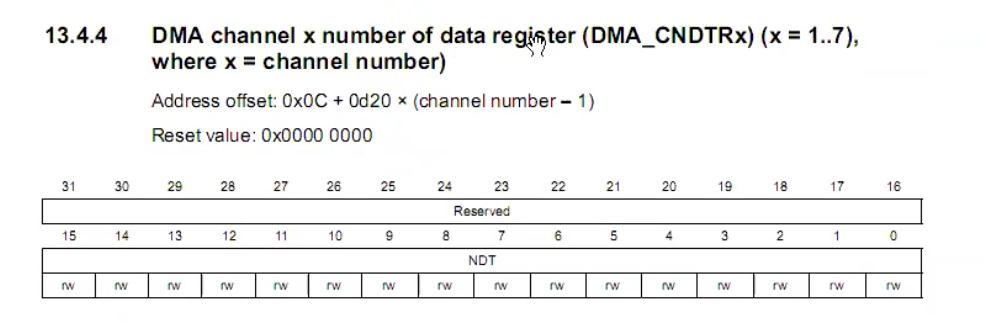 13.4.4 DMA channel x number of data register (DMA_CNDTRx) (x = 1..7),
where x = channel number)
Address offset: 0x0C + 0d20 × (channel number – 1)
Reset value: 0x0000 0000
31 30 29 28 27 26 25 24 23 22 21 20 19 18 17 16
Reserved
15 14 13 12 11 10 9 8 7 6 5 4 3 2 1 0
NDT
rw rw rw rw rw rw rw rw rw rw rw rw rw rw rw rw